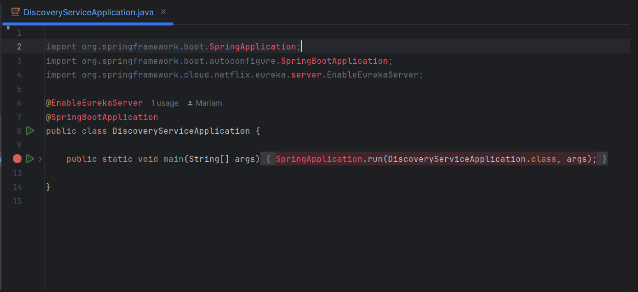 DiscoveryServiceApplication.java
1
2 import org.springframework.boot.SpringApplication;
3 import org.springframework.boot.autoconfigure.SpringBootApplication;
4 import org.springframework.cloud.netflix.eureka.server.EnableEurekaServer;
5
6 @EnableEurekaServer 1 usage Mariam
7 @SpringBootApplication
8 public class DiscoveryServiceApplication {
9
public static void main(String[] args) { SpringApplication.run(DiscoveryServiceApplication.class, args); }
13
14 }
15